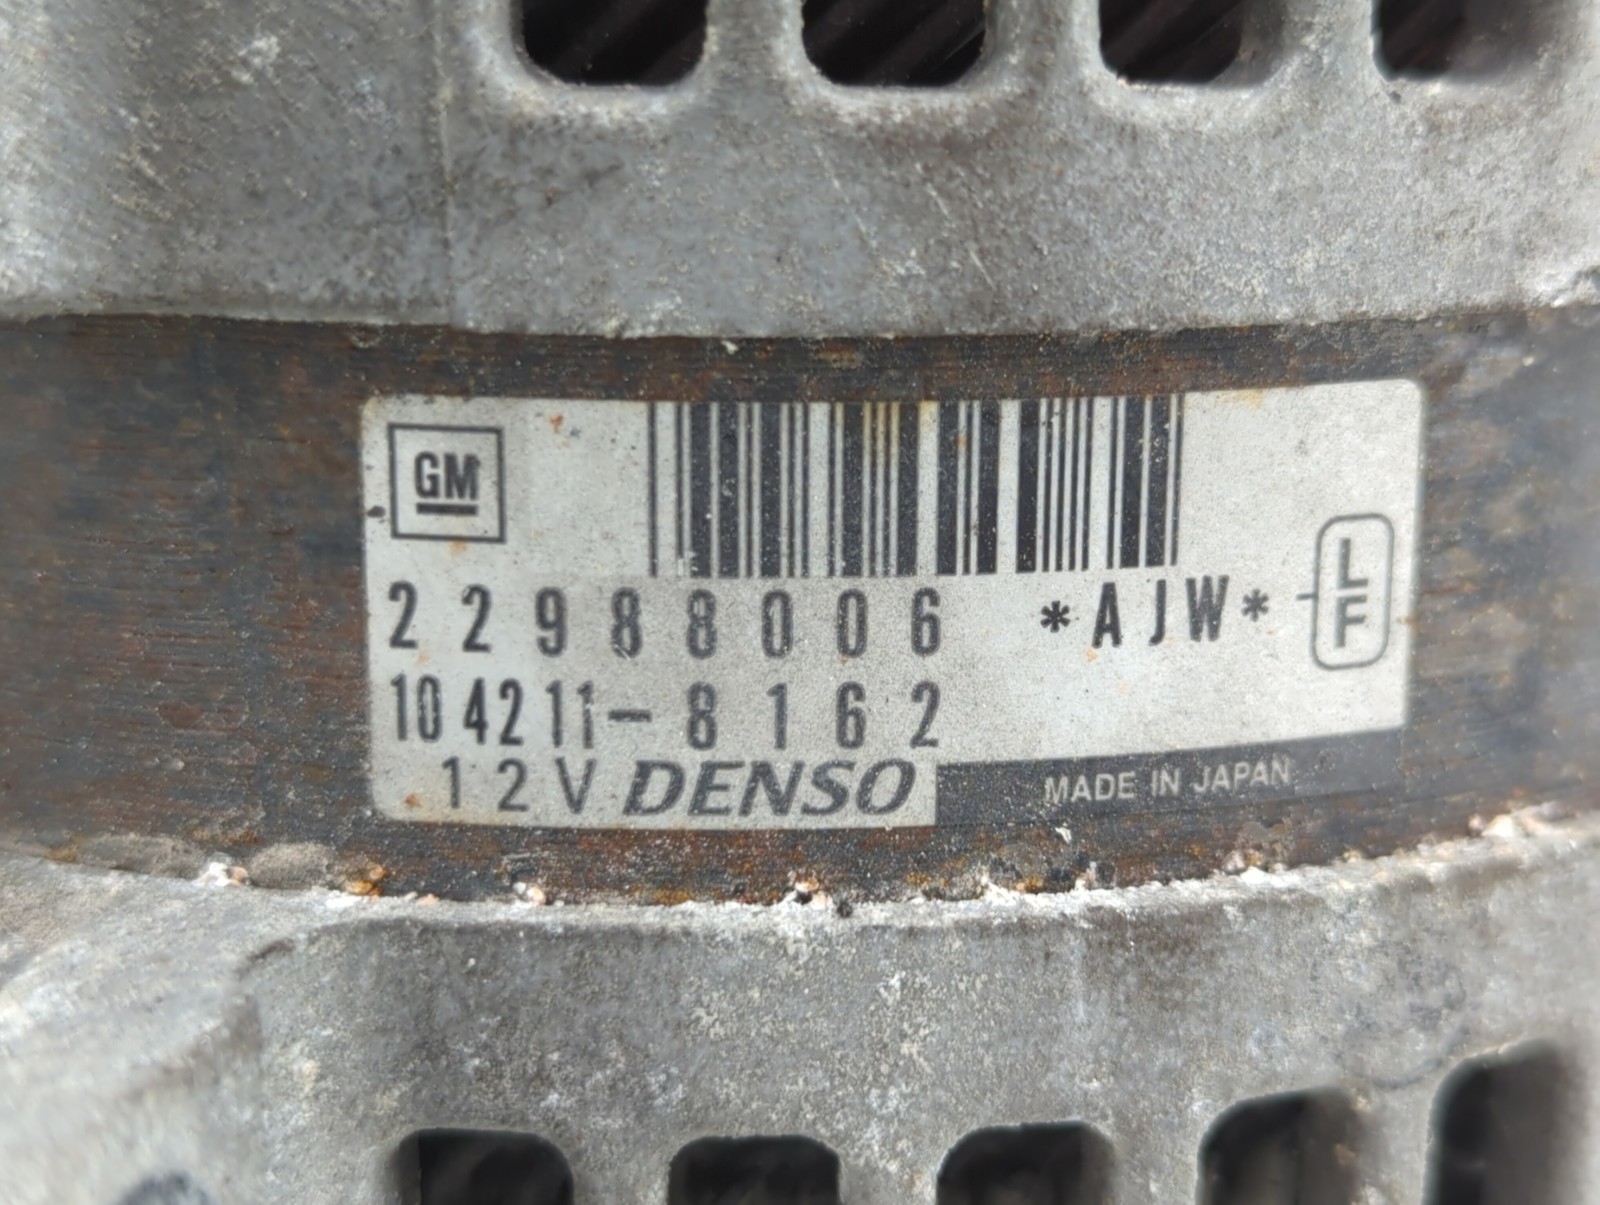 GM
22988006 *AJW*
L
F
104211-8162
12V DENSO MADE IN JAPAN